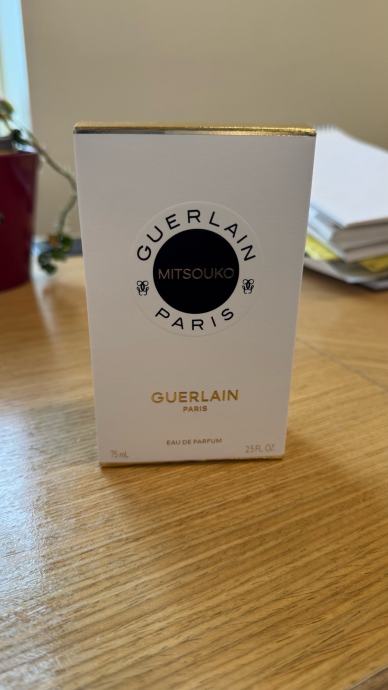 GUERLAIN
MITSOUKO
PARIS
GUERLAIN
PARIS
EAU DE PARFUM
75 mL 2.5 FL. OZ.